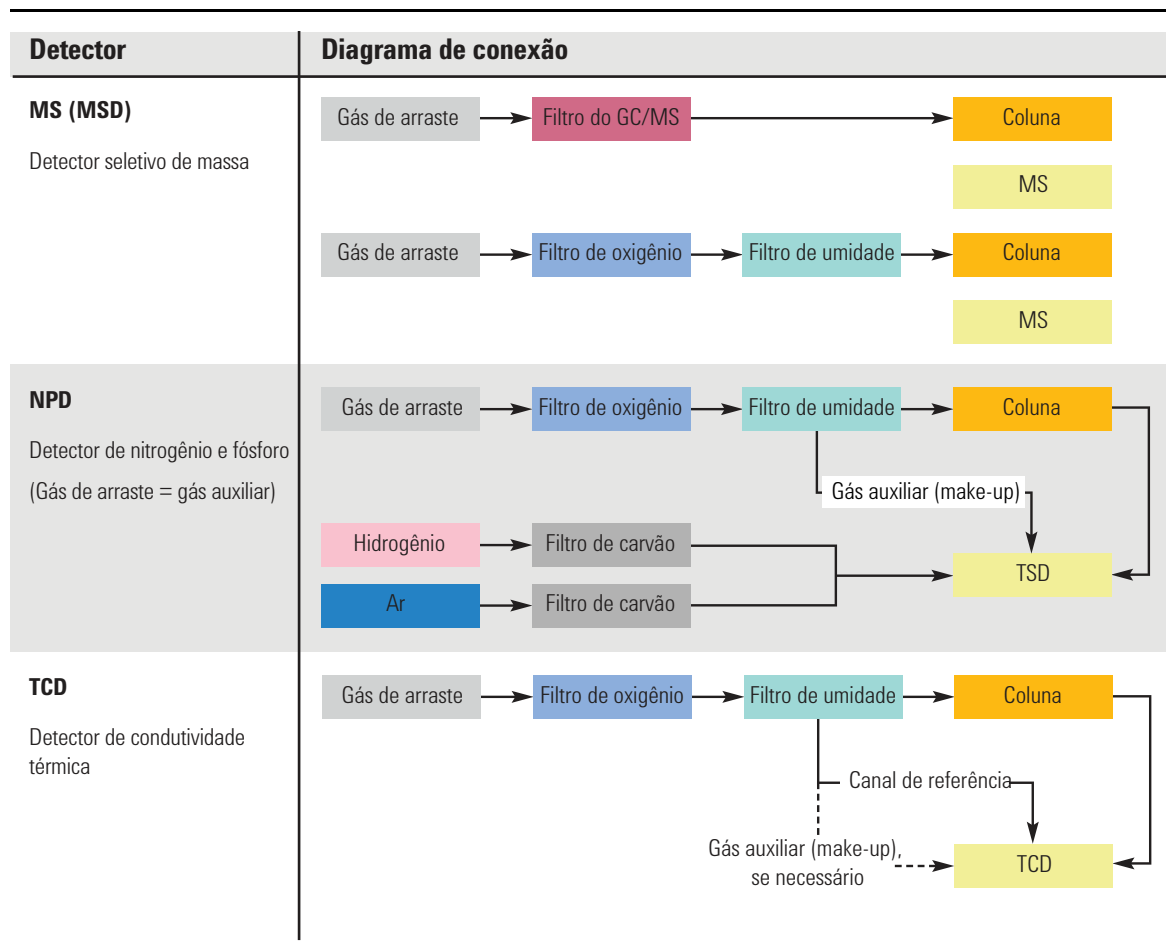 Detector
Diagrama de conexão
MS (MSD)
Detector seletivo de massa
Gás de arraste
Filtro do GC/MS
Coluna
MS
Gás de arraste
Filtro de oxigênio
Filtro de umidade
Coluna
MS
NPD
Detector de nitrogênio e fósforo
(Gás de arraste = gás auxiliar)
Gás de arraste
Filtro de oxigênio
Filtro de umidade
Coluna
Gás auxiliar (make-up)
Hidrogênio
Filtro de carvão
TSD
Ar
Filtro de carvão
TCD
Detector de condutividade
térmica
Gás de arraste
Filtro de oxigênio
Filtro de umidade
Coluna
Canal de referência
Gás auxiliar (make-up),
se necessário
TCD